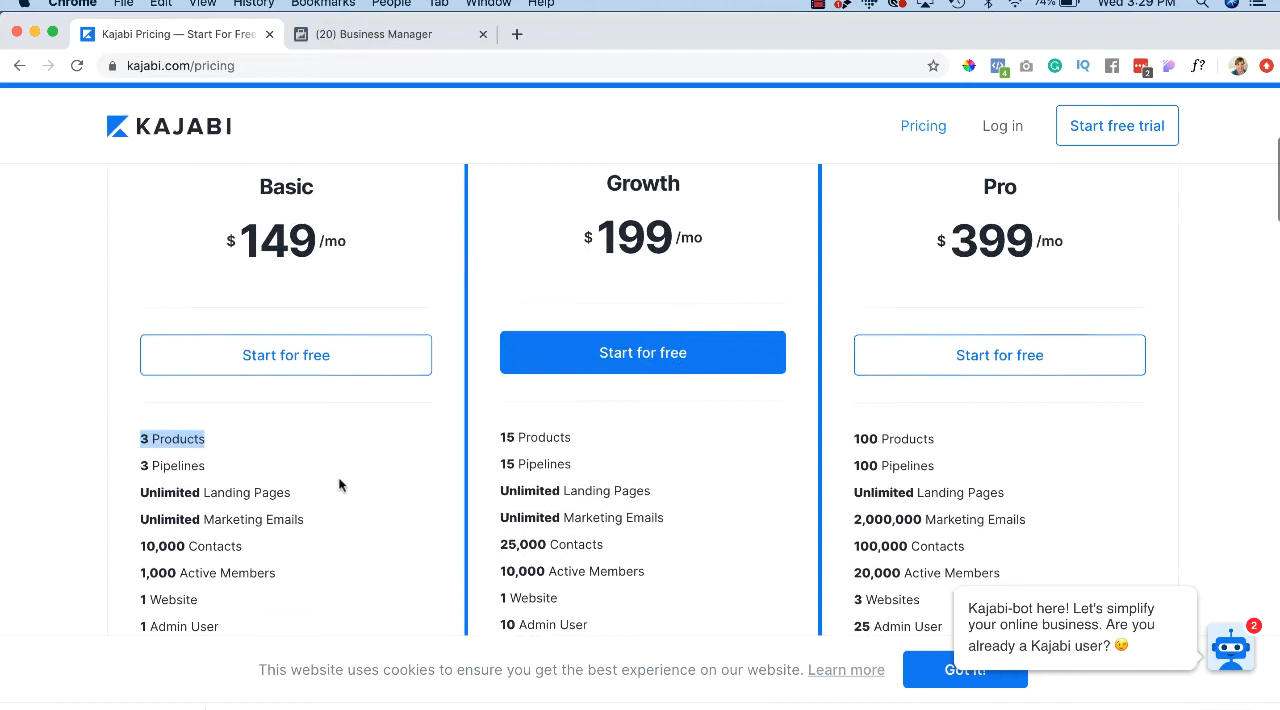 Chrome File Edit View History Bookmarks People Tab Window Help 74% Wed 3:29 PM
Kajabi Pricing — Start For Free (20) Business Manager
kajabi.com/pricing 4 IQ 2 f?
KAJABI Pricing Log in Start free trial
Basic Growth Pro
$149/mo $199/mo $399/mo
Start for free Start for free Start for free
3 Products 15 Products 100 Products
3 Pipelines 15 Pipelines 100 Pipelines
Unlimited Landing Pages Unlimited Landing Pages Unlimited Landing Pages
Unlimited Marketing Emails Unlimited Marketing Emails 2,000,000 Marketing Emails
10,000 Contacts 25,000 Contacts 100,000 Contacts
1,000 Active Members 10,000 Active Members 20,000 Active Members
1 Website 1 Website 3 Websites
1 Admin User 10 Admin User 25 Admin User
Kajabi-bot here! Let's simplify
your online business. Are you
already a Kajabi user? 😉
2
This website uses cookies to ensure you get the best experience on our website. Learn more Got it!